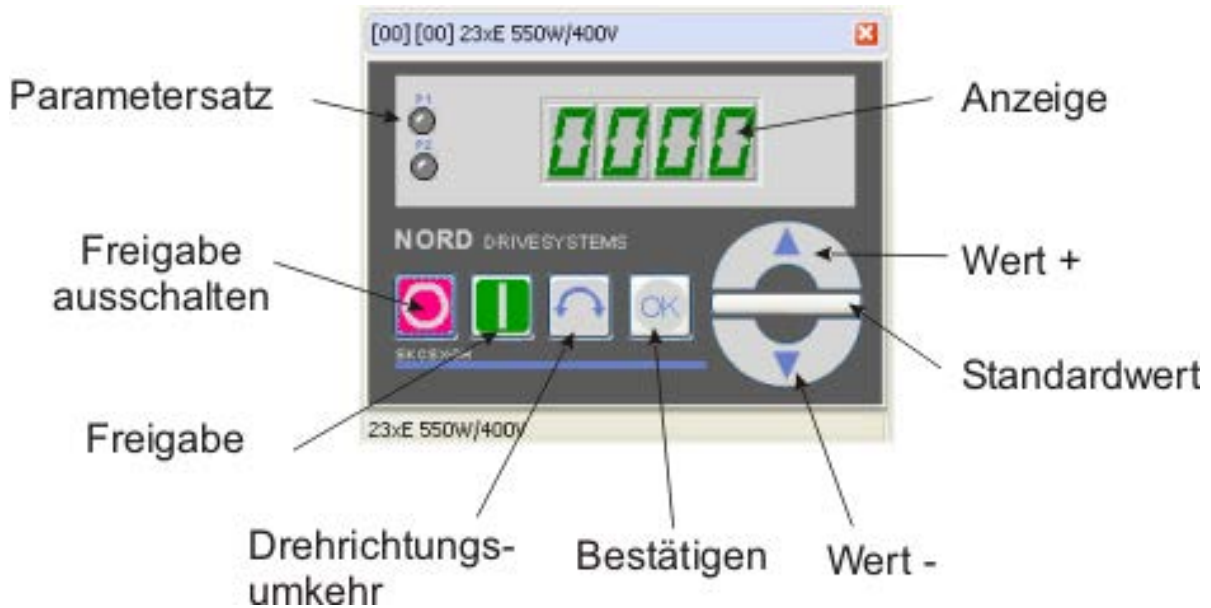 [00] [00] 23xE 550W/400V
Parametersatz
P1
P2
0000
Anzeige
NORD DRIVESYSTEMS
Freigabe
ausschalten
OK
Wert +
Standardwert
23xE 550W/400V
Freigabe
Drehrichtungs-
umkehr
Bestätigen
Wert -